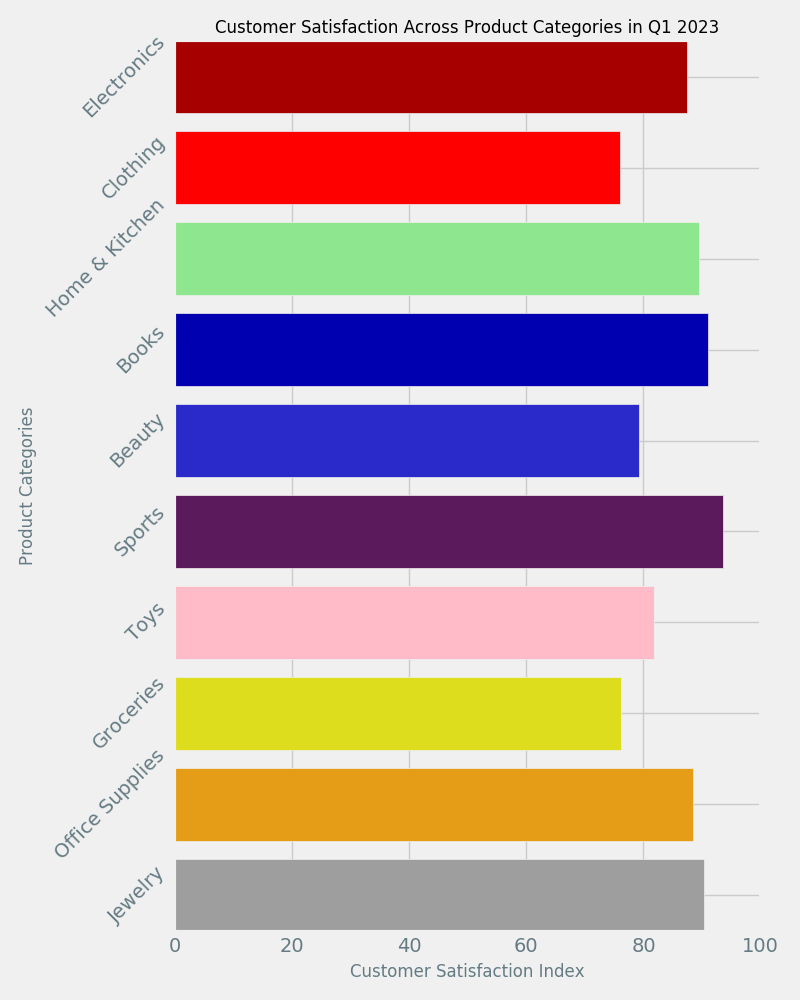 Customer Satisfaction Across Product Categories in Q1 2023
Product Categories
Electronics
Clothing
Home & Kitchen
Books
Beauty
Sports
Toys
Groceries
Office Supplies
Jewelry
0 20 40 60 80 100
Customer Satisfaction Index